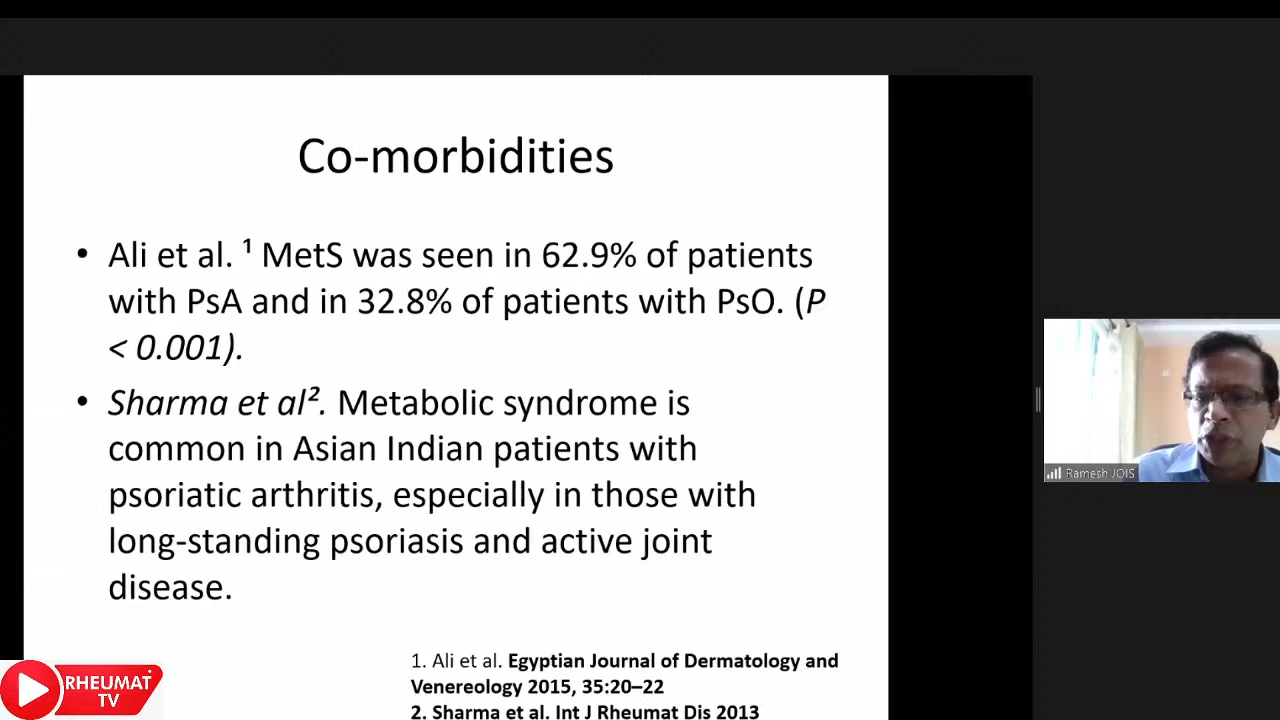 Co-morbidities
• Ali et al. ¹ MetS was seen in 62.9% of patients
with PsA and in 32.8% of patients with PsO. (P
< 0.001).
• Sharma et al². Metabolic syndrome is
common in Asian Indian patients with
psoriatic arthritis, especially in those with
long-standing psoriasis and active joint
disease.
1. Ali et al. Egyptian Journal of Dermatology and
Venereology 2015, 35:20–22
2. Sharma et al. Int J Rheumat Dis 2013
Ramesh JOIS
RHEUMAT
TV